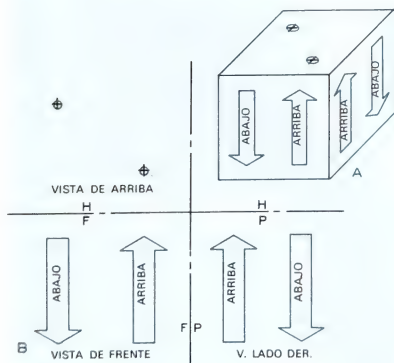 ABAJO
ARRIBA
ARRIBA
ABAJO
A
VISTA DE ARRIBA
H
F
H
P
ABAJO
ARRIBA
ARRIBA
ABAJO
B
VISTA DE FRENTE
F P
V. LADO DER.